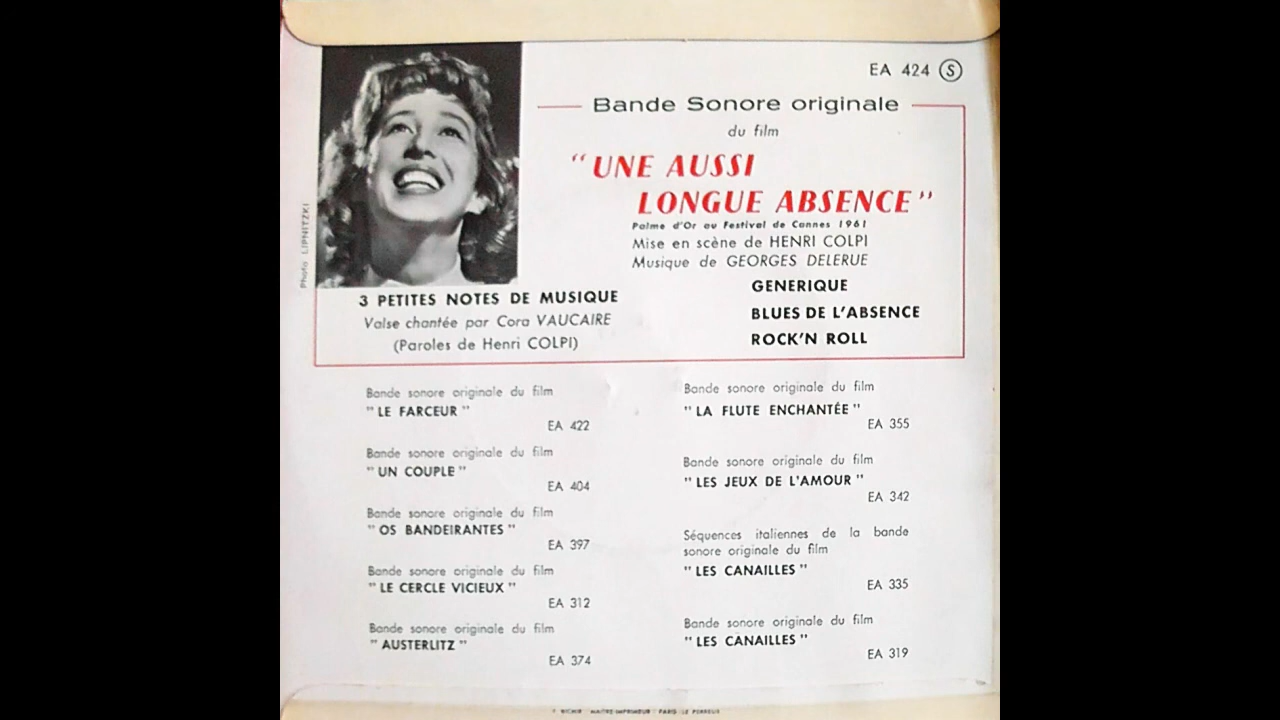 EA 424 Ⓢ
Bande Sonore originale
du film
“UNE AUSSI
LONGUE ABSENCE”
Palme d'Or au Festival de Cannes 1961
Mise en scène de HENRI COLPI
Musique de GEORGES DELERUE
Photo LIPNITZKI
3 PETITES NOTES DE MUSIQUE
Valse chantée par Cora VAUCAIRE
(Paroles de Henri COLPI)
GENERIQUE
BLUES DE L'ABSENCE
ROCK'N ROLL
Bande sonore originale du film
"LE FARCEUR"
EA 422
Bande sonore originale du film
"UN COUPLE"
EA 404
Bande sonore originale du film
"OS BANDEIRANTES"
EA 397
Bande sonore originale du film
"LE CERCLE VICIEUX"
EA 312
Bande sonore originale du film
"AUSTERLITZ"
EA 374
Bande sonore originale du film
"LA FLUTE ENCHANTÉE"
EA 355
Bande sonore originale du film
"LES JEUX DE L'AMOUR"
EA 342
Séquences italiennes de la bande
sonore originale du film
"LES CANAILLES"
EA 335
Bande sonore originale du film
"LES CANAILLES"
EA 319
MAITRE-IMPRIMEUR PARIS